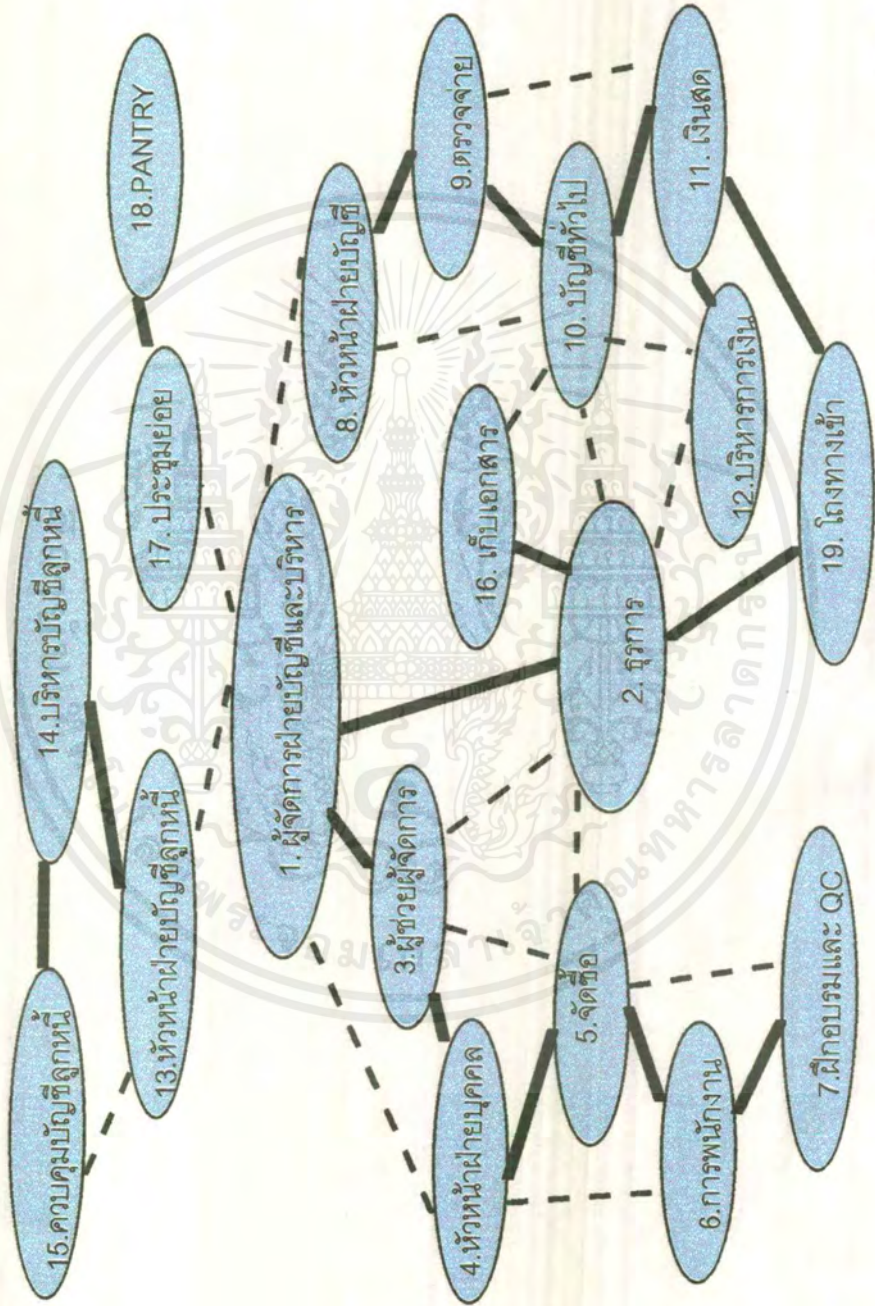 15.ควบคุมบัญชีลูกหนี้
14.บริหารบัญชีลูกหนี้
18.PANTRY
13.หัวหน้าฝ่ายบัญชีลูกหนี้
17. ประชุมย่อย
1. ผู้จัดการฝ่ายบัญชีและบริหาร
8. หัวหน้าฝ่ายบัญชี
9.ตรวจจ่าย
3.ผู้ช่วยผู้จัดการ
4.หัวหน้าฝ่ายบุคคล
16. เก็บเอกสาร
10. บัญชีทั่วไป
5.จัดซื้อ
2. ธุรการ
11. เงินสด
6.การพนักงาน
12.บริหารการเงิน
7.ฝึกอบรมและ QC
19. โถงทางเข้า